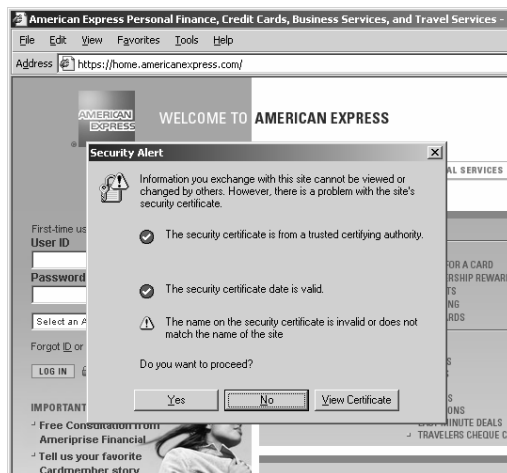 American Express Personal Finance, Credit Cards, Business Services, and Travel Services -
File Edit View Favorites Tools Help
Address https://home.americanexpress.com/
AMERICAN
EXPRESS
®
WELCOME TO AMERICAN EXPRESS
Security Alert
Information you exchange with this site cannot be viewed or
changed by others. However, there is a problem with the site's
security certificate.
The security certificate is from a trusted certifying authority.
The security certificate date is valid.
The name on the security certificate is invalid or does not
match the name of the site
Do you want to proceed?
Yes No View Certificate
AL SERVICES
First-time us
User ID
Password
Select an A
Forgot ID or
LOG IN
IMPORTANT
Free Consultation from
Ameriprise Financial
Tell us your favorite
Cardmember story
FOR A CARD
RSHIP REWAR
TS
NG
RDS
S
S
ONS
MINUTE DEALS
TRAVELERS CHEQUE C